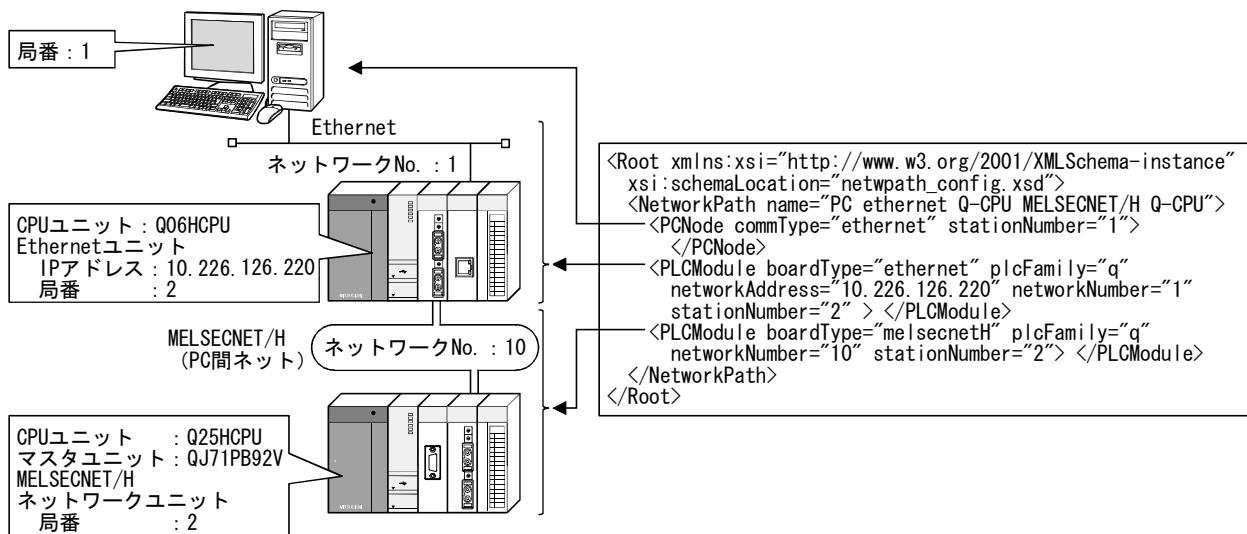 局番：1
Ethernet
ネットワークNo. ：1
CPUユニット：Q06HCPU
Ethernetユニット
IPアドレス：10.226.126.220
局番 ：2
MELSECNET/H
(PC間ネット)
ネットワークNo. ：10
CPUユニット ：Q25HCPU
マスタユニット：QJ71PB92V
MELSECNET/H
ネットワークユニット
局番 ：2
<Root xmlns:xsi="http://www.w3.org/2001/XMLSchema-instance"
xsi:schemaLocation="netwpath_config.xsd">
<NetworkPath name="PC ethernet Q-CPU MELSECNET/H Q-CPU">
<PCNode commType="ethernet" stationNumber="1">
</PCNode>
<PLCModule boardType="ethernet" plcFamily="q"
networkAddress="10.226.126.220" networkNumber="1"
stationNumber="2" > </PLCModule>
<PLCModule boardType="melsecnetH" plcFamily="q"
networkNumber="10" stationNumber="2"> </PLCModule>
</NetworkPath>
</Root>